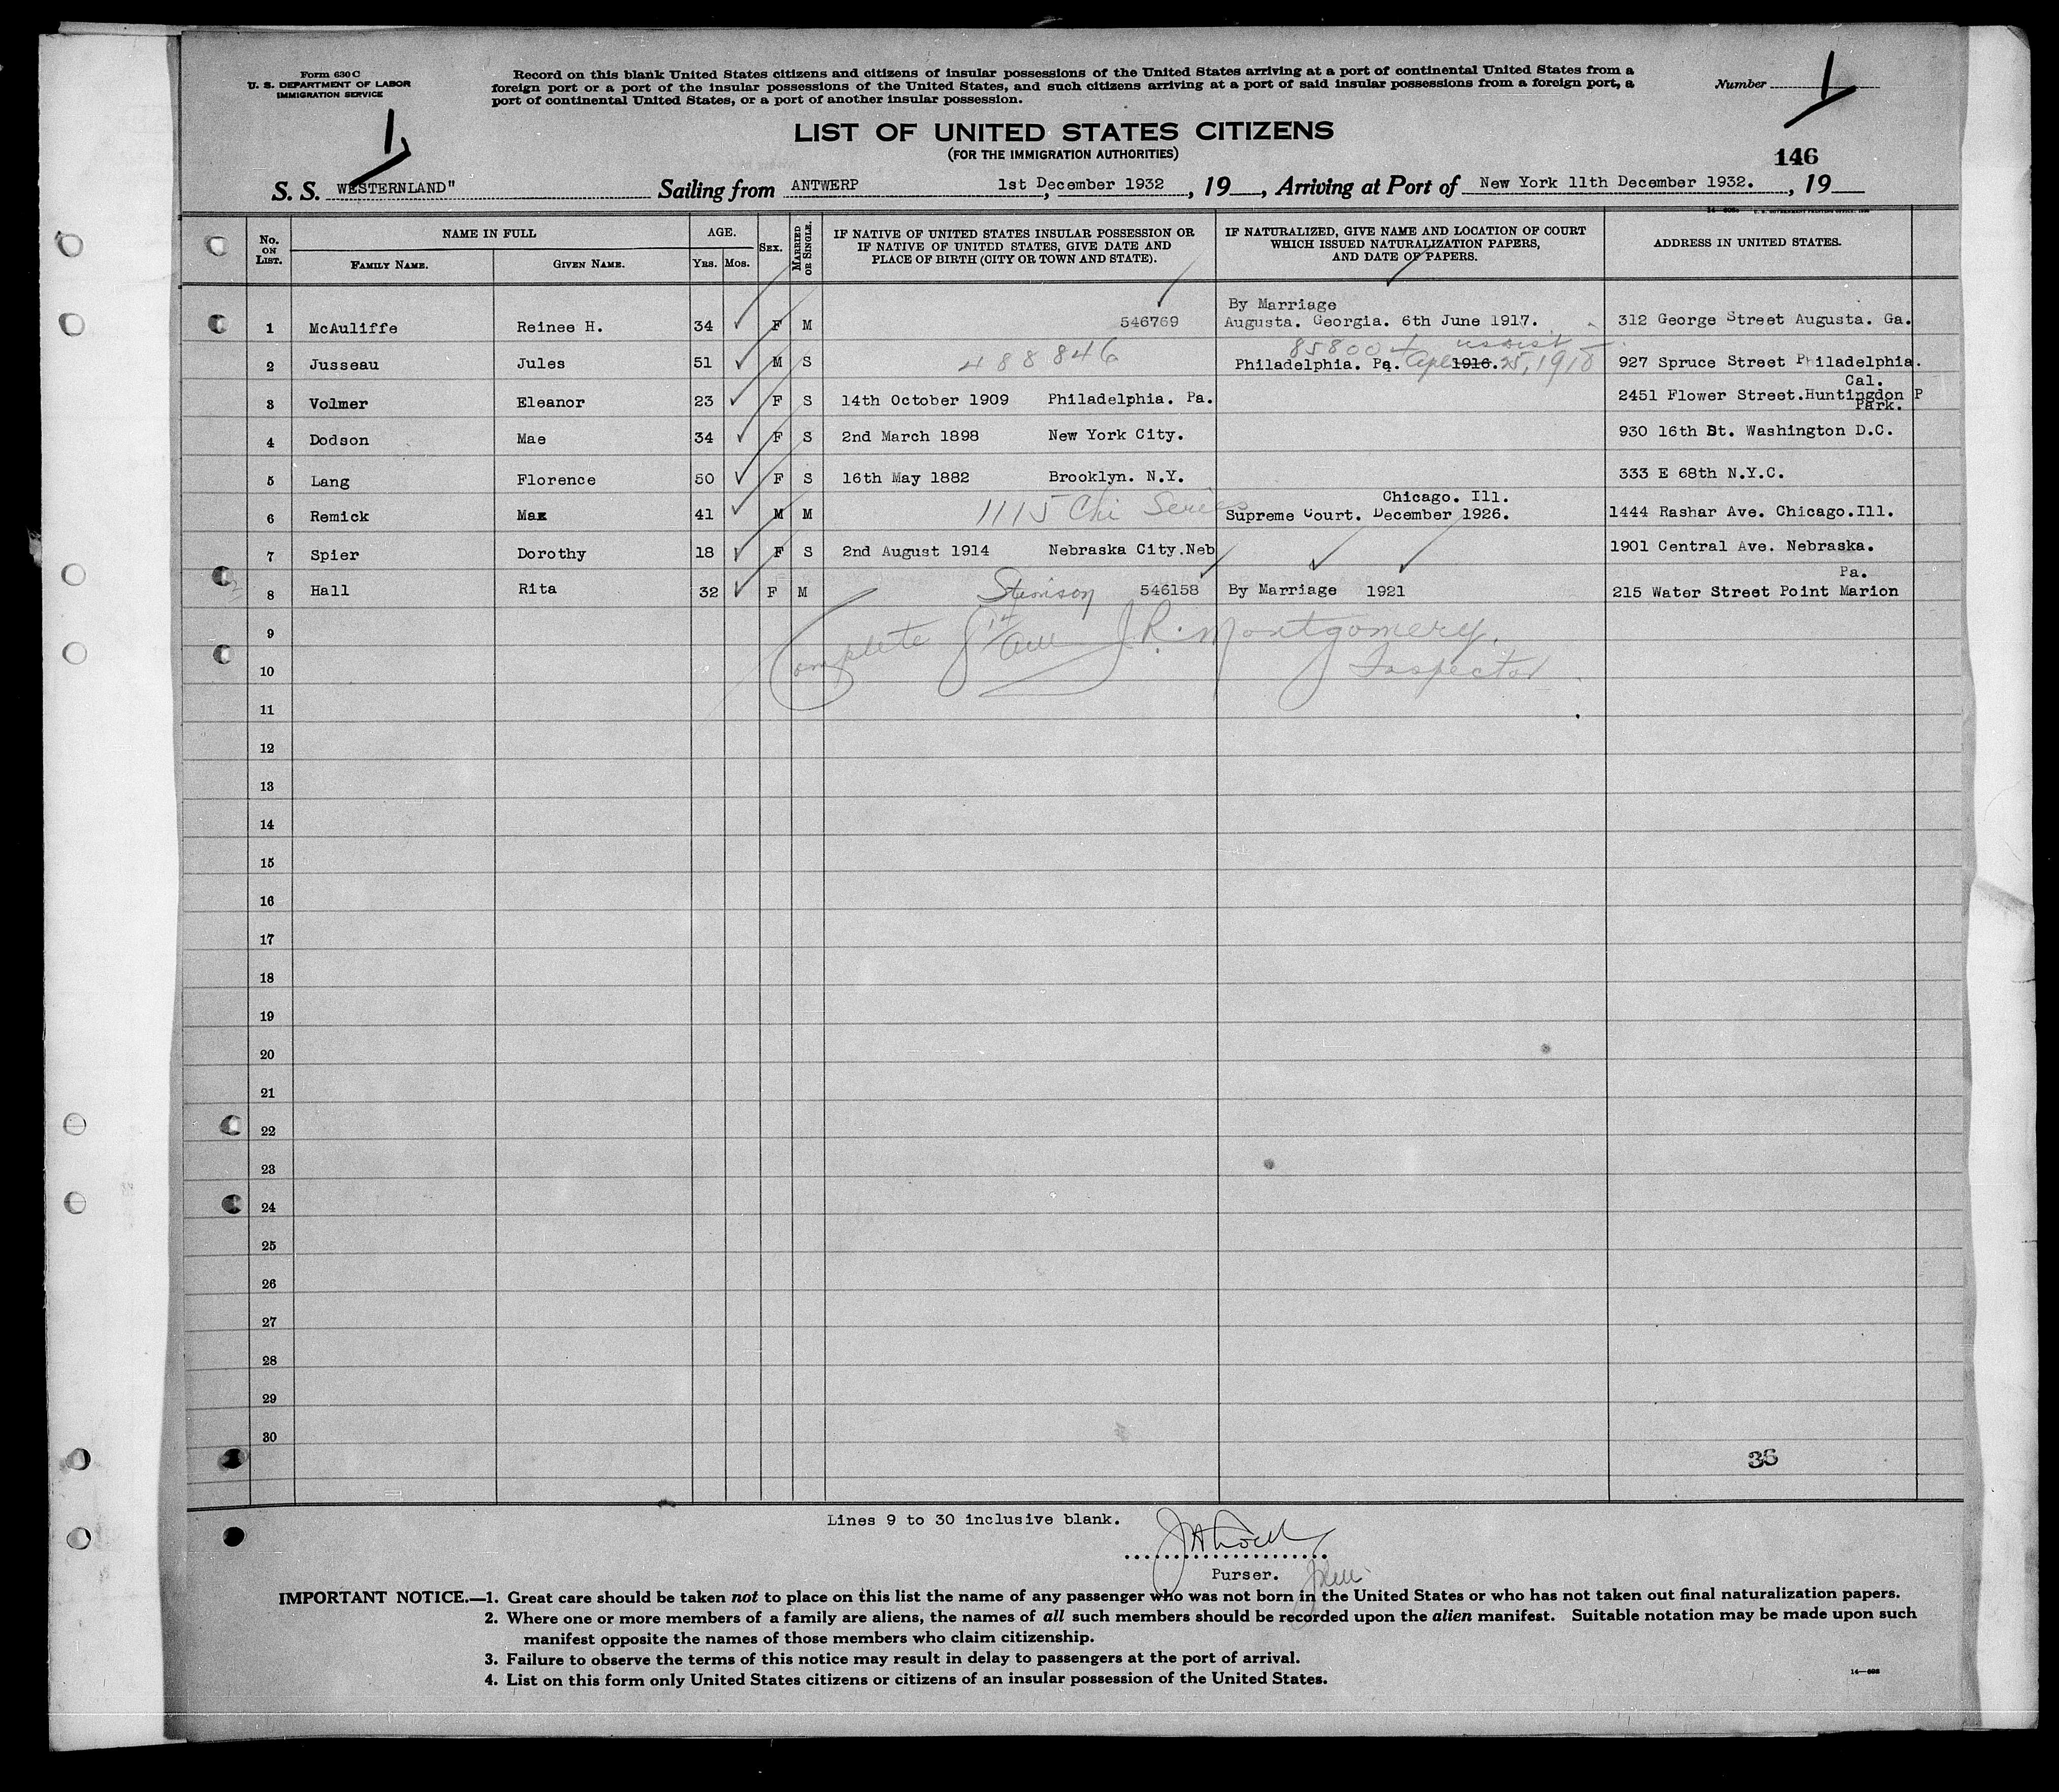 Form 630 C
U. S. DEPARTMENT OF LABOR
IMMIGRATION SERVICE
Record on this blank United States citizens and citizens of insular possessions of the United States arriving at a port of continental United States from a
foreign port or a port of the insular possessions of the United States, and such citizens arriving at a port of said insular possessions from a foreign port, a
port of continental United States, or a port of another insular possession.
Number 1
1
LIST OF UNITED STATES CITIZENS
(FOR THE IMMIGRATION AUTHORITIES)
146
S. S. WESTERNLAND" Sailing from ANTWERP 1st December 1932, 19__, Arriving at Port of New York 11th December 1932., 19__
No. ON LIST. NAME IN FULL FAMILY NAME. GIVEN NAME. AGE. Yrs. Mos. SEX. MARRIED OR SINGLE. IF NATIVE OF UNITED STATES INSULAR POSSESSION OR IF NATIVE OF UNITED STATES, GIVE DATE AND PLACE OF BIRTH (CITY OR TOWN AND STATE). IF NATURALIZED, GIVE NAME AND LOCATION OF COURT WHICH ISSUED NATURALIZATION PAPERS, AND DATE OF PAPERS. ADDRESS IN UNITED STATES.
By Marriage
1 McAuliffe Reinee H. 34 F M 546769 Augusta. Georgia. 6th June 1917. 312 George Street Augusta. Ga.
2 Jusseau Jules 51 M S 488846 Philadelphia. Pa. 1916. Apl 25, 1918 927 Spruce Street Philadelphia.
Cal.
3 Volmer Eleanor 23 F S 14th October 1909 Philadelphia. Pa. 2451 Flower Street.Huntingdon P
Park.
4 Dodson Mae 34 F S 2nd March 1898 New York City. 930 16th St. Washington D.C.
5 Lang Florence 50 F S 16th May 1882 Brooklyn. N.Y. 333 E 68th N.Y.C.
1115 Chi Series Chicago. Ill.
6 Remick Max 41 M M Supreme Court. December 1926. 1444 Rashar Ave. Chicago.Ill.
7 Spier Dorothy 18 F S 2nd August 1914 Nebraska City.Neb 1901 Central Ave. Nebraska.
Pa.
8 Hall Rita 32 F M 546158 By Marriage 1921 215 Water Street Point Marion
9 Complete J. R. Montgomery.
10 Inspector
11
12
13
14
15
16
17
18
19
20
21
22
23
24
25
26
27
28
29
30
36
Lines 9 to 30 inclusive blank.
Purser.
IMPORTANT NOTICE.—1. Great care should be taken not to place on this list the name of any passenger who was not born in the United States or who has not taken out final naturalization papers.
2. Where one or more members of a family are aliens, the names of all such members should be recorded upon the alien manifest. Suitable notation may be made upon such
manifest opposite the names of those members who claim citizenship.
3. Failure to observe the terms of this notice may result in delay to passengers at the port of arrival.
4. List on this form only United States citizens or citizens of an insular possession of the United States.